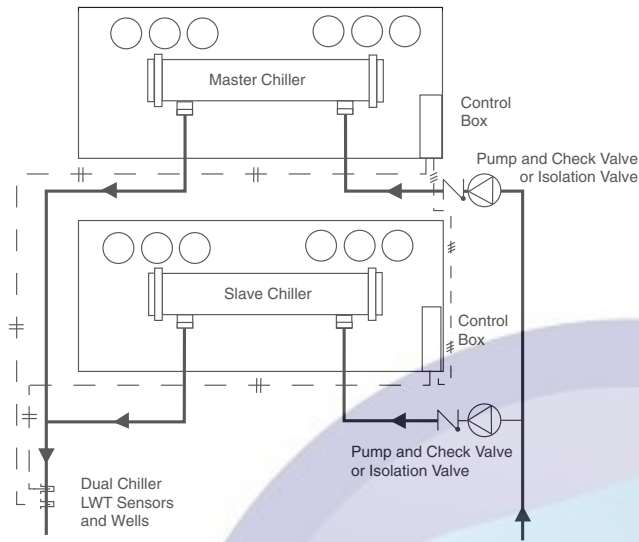 Master Chiller
Control
Box
Pump and Check Valve
or Isolation Valve
Slave Chiller
Control
Box
Pump and Check Valve
or Isolation Valve
Dual Chiller
LWT Sensors
and Wells